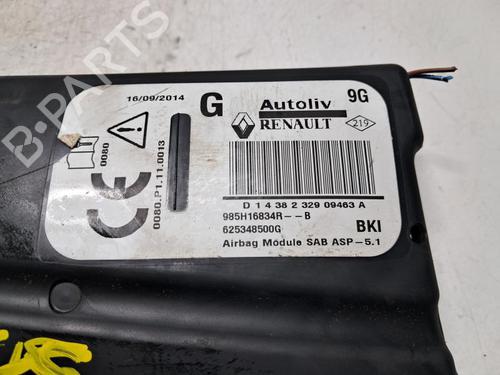 B-PARTS
16/09/2014
G
Autoliv
9G
RENAULT
219
0080
0080.P1.11.0013
D 1 4 38 2 329 09463 A
985H16834R--B
625348500G
BKI
Airbag Module SAB ASP-5.1